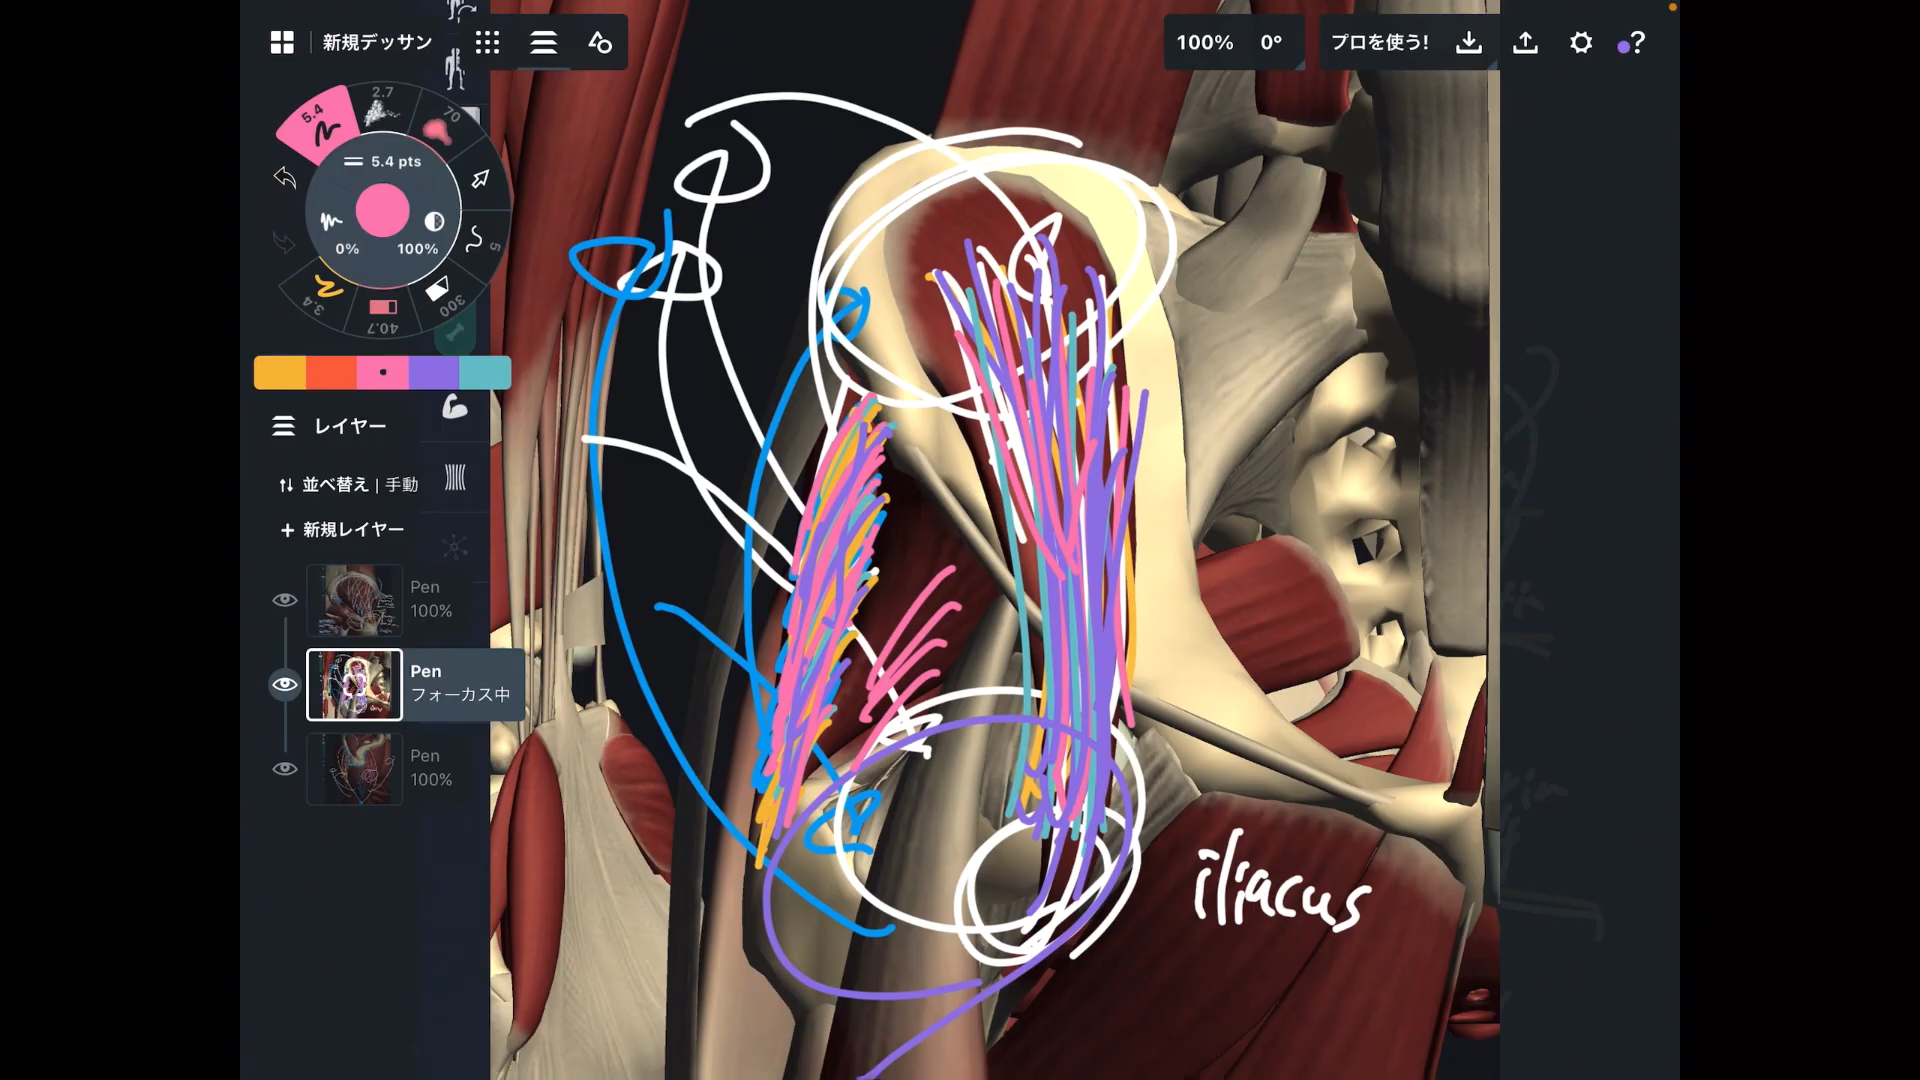 新規デッサン
100% 0° プロを使う! ?
2.7
5.4
70
5.4 pts
0% 100%
5
3.4
40.7
300
レイヤー
並べ替え | 手動
+ 新規レイヤー
Pen
100%
Pen
フォーカス中
Pen
100%
iliacus